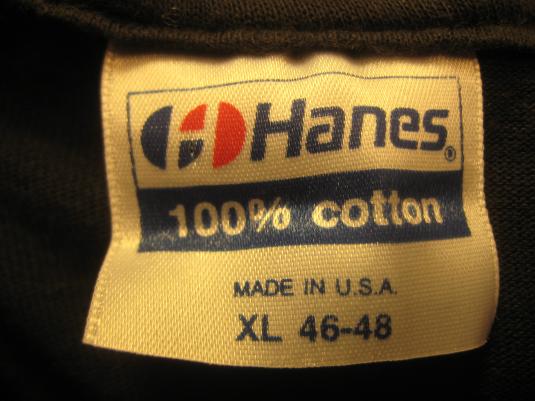 H Hanes®
100% cotton
MADE IN U.S.A.
XL 46-48